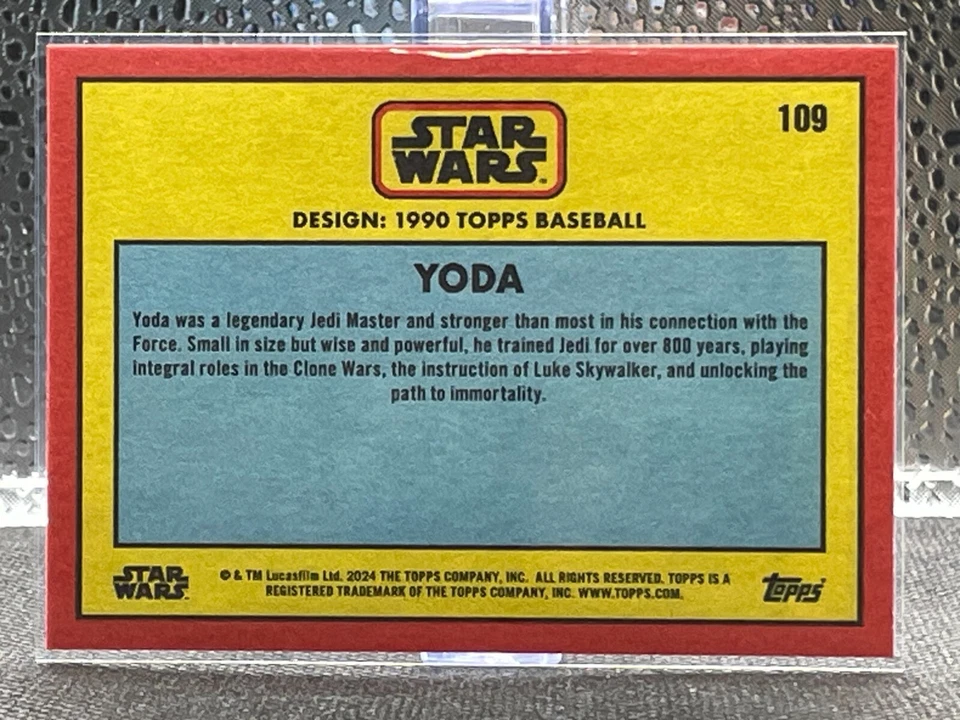 109
STAR
WARS
DESIGN: 1990 TOPPS BASEBALL
YODA
Yoda was a legendary Jedi Master and stronger than most in his connection with the
Force. Small in size but wise and powerful, he trained Jedi for over 800 years, playing
integral roles in the Clone Wars, the instruction of Luke Skywalker, and unlocking the
path to immortality.
STAR
WARS
© & TM Lucasfilm Ltd. 2024 THE TOPPS COMPANY, INC. ALL RIGHTS RESERVED. TOPPS IS A
REGISTERED TRADEMARK OF THE TOPPS COMPANY, INC. WWW.TOPPS.COM.
topps